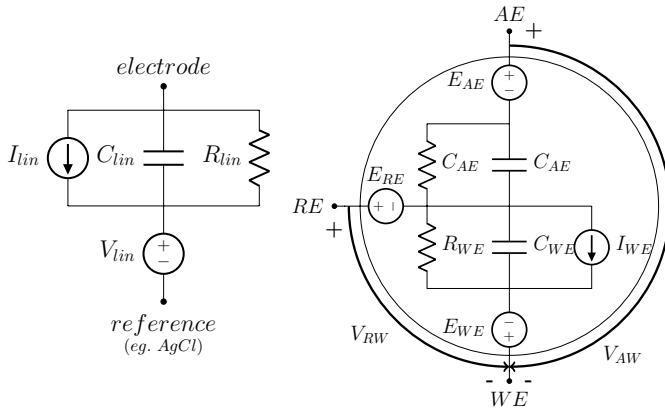 electrode
I_lin C_lin R_lin
V_lin
reference
(eg. AgCl)
AE
+
E_AE
+
−
C_AE C_AE
E_RE
RE
+ −
+
R_WE C_WE I_WE
E_WE
−
+
V_RW
V_AW
- -
WE
+
−